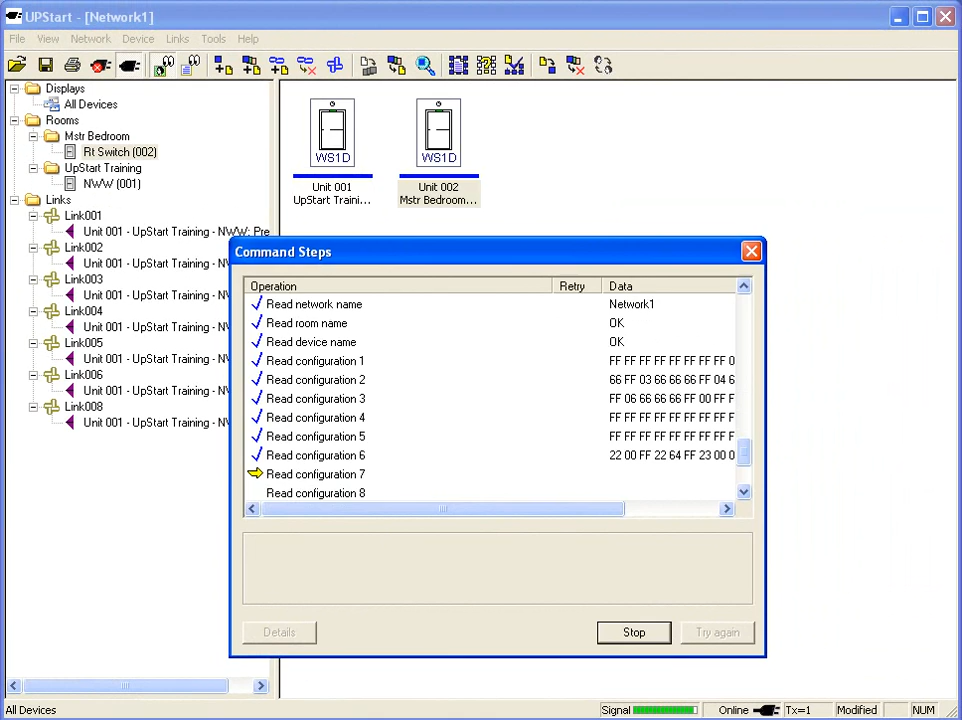 UPStart - [Network1]
File View Network Device Links Tools Help
Displays
All Devices
Rooms
Mstr Bedroom
Rt Switch (002)
UpStart Training
NWW (001)
Links
Link001
Unit 001 - UpStart Training - NWW: Pre
Link002
Unit 001 - UpStart Training - NW
Link003
Unit 001 - UpStart Training - NW
Link004
Unit 001 - UpStart Training - NW
Link005
Unit 001 - UpStart Training - NW
Link006
Unit 001 - UpStart Training - NW
Link008
Unit 001 - UpStart Training - NW
WS1D
Unit 001
UpStart Traini...
WS1D
Unit 002
Mstr Bedroom...
Command Steps
Operation Retry Data
Read network name Network1
Read room name OK
Read device name OK
Read configuration 1 FF FF FF FF FF FF FF 0
Read configuration 2 66 FF 03 66 66 66 FF 04 6
Read configuration 3 FF 06 66 66 66 FF 00 FF F
Read configuration 4 FF FF FF FF FF FF FF F
Read configuration 5 FF FF FF FF FF FF FF F
Read configuration 6 22 00 FF 22 64 FF 23 00 0
Read configuration 7
Read configuration 8
Details Stop Try again
All Devices Signal Online Tx=1 Modified NUM